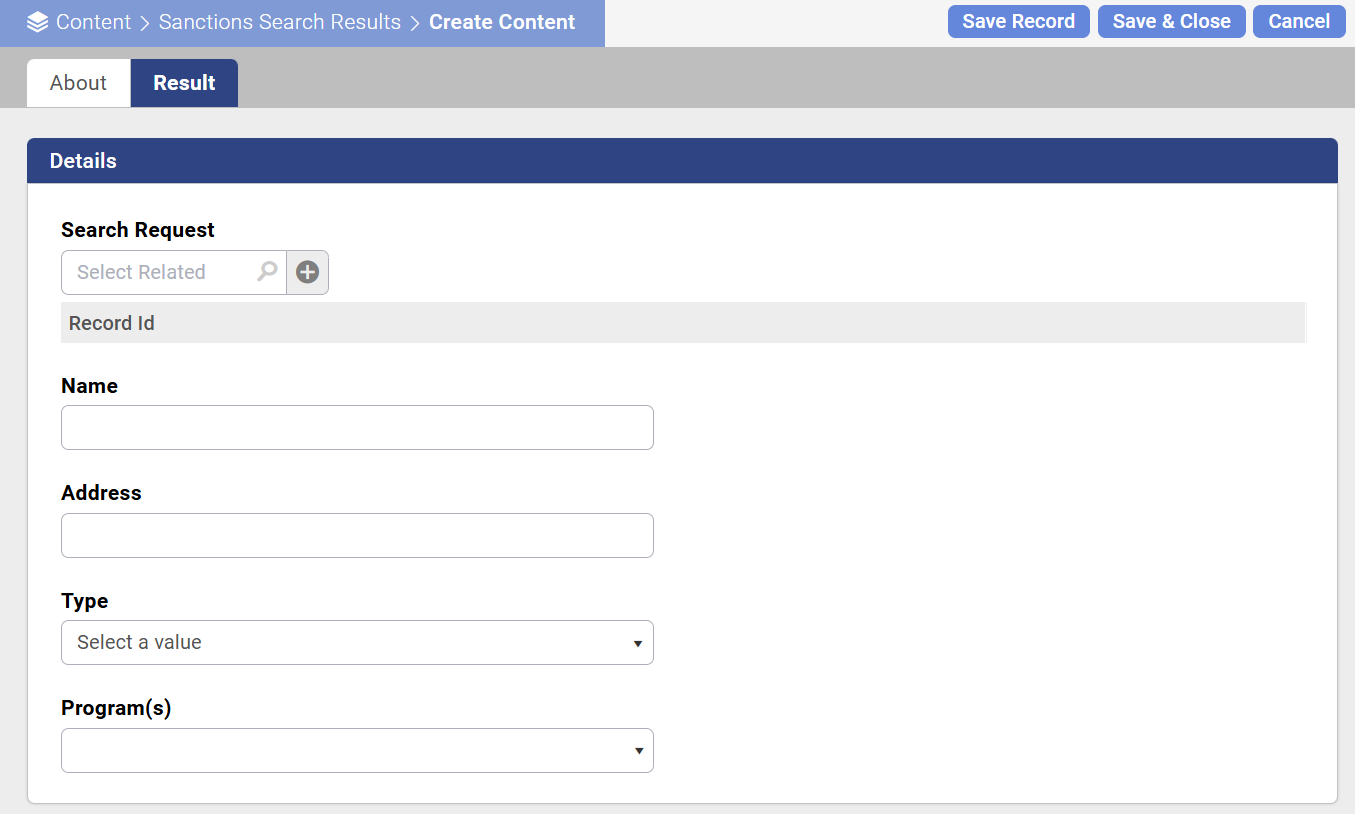 Content > Sanctions Search Results > Create Content
Save Record
Save & Close
Cancel
About
Result
Details
Search Request
Select Related
Record Id
Name
Address
Type
Select a value
Program(s)